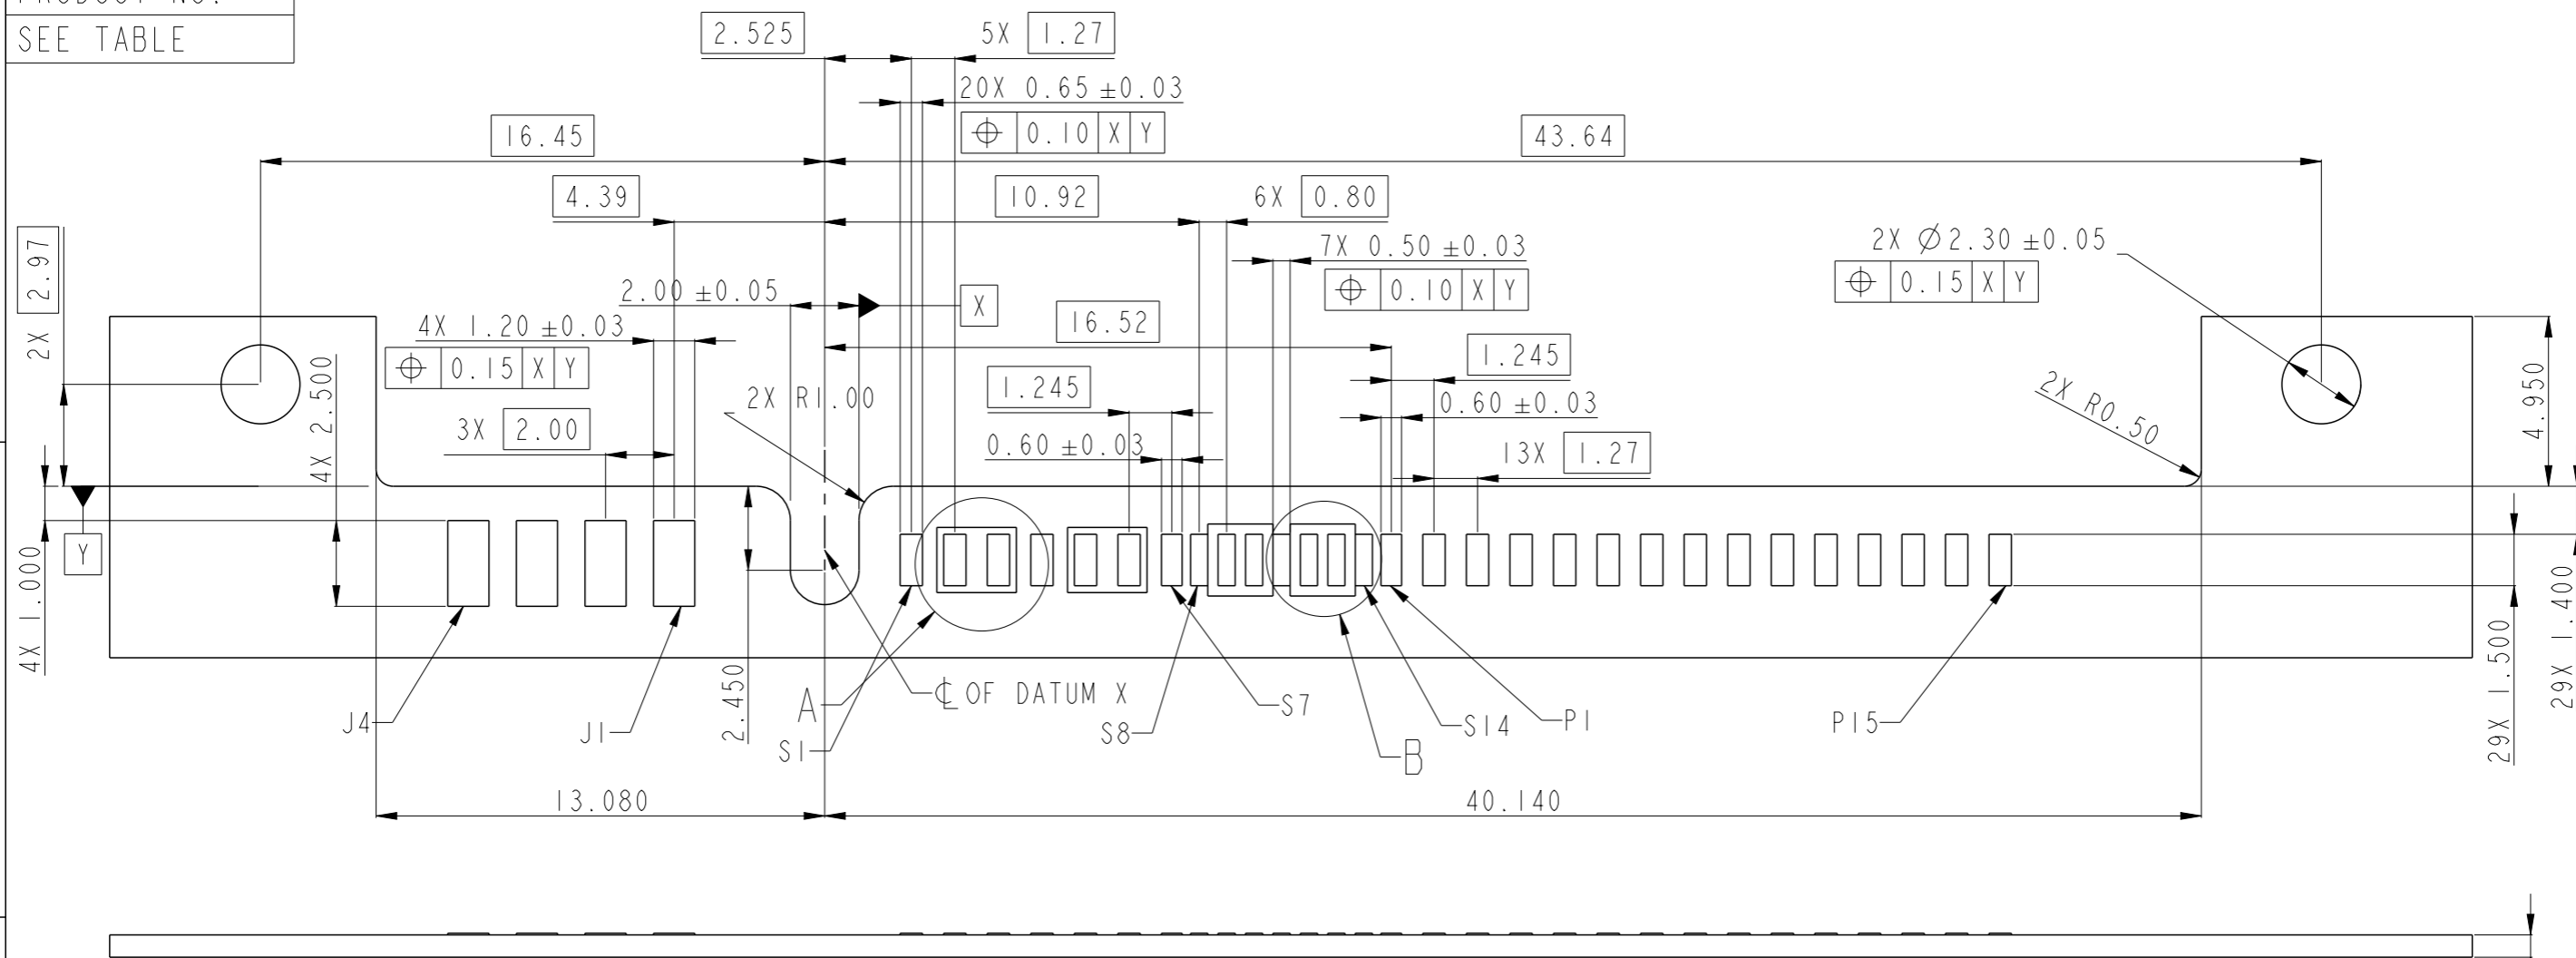 PRODUCT NO.
SEE TABLE
2.525
5X 1.27
20X 0.65 ±0.03
⌖ 0.10 X Y
16.45
43.64
4.39
10.92
6X 0.80
7X 0.50 ±0.03
⌖ 0.10 X Y
2X Ø2.30 ±0.05
⌖ 0.15 X Y
2X 2.97
2.00 ±0.05
X
4X 1.20 ±0.03
⌖ 0.15 X Y
16.52
1.245
1.245
2X R1.00
0.60 ±0.03
2X R0.50
4.950
3X 2.00
4X 2.500
0.60 ±0.03
13X 1.27
Y
4X 1.000
29X 1.400
29X 1.500
2.450
A
℄ OF DATUM X
S7
J4
J1
S1
S8
S14
P1
P15
B
13.080
40.140